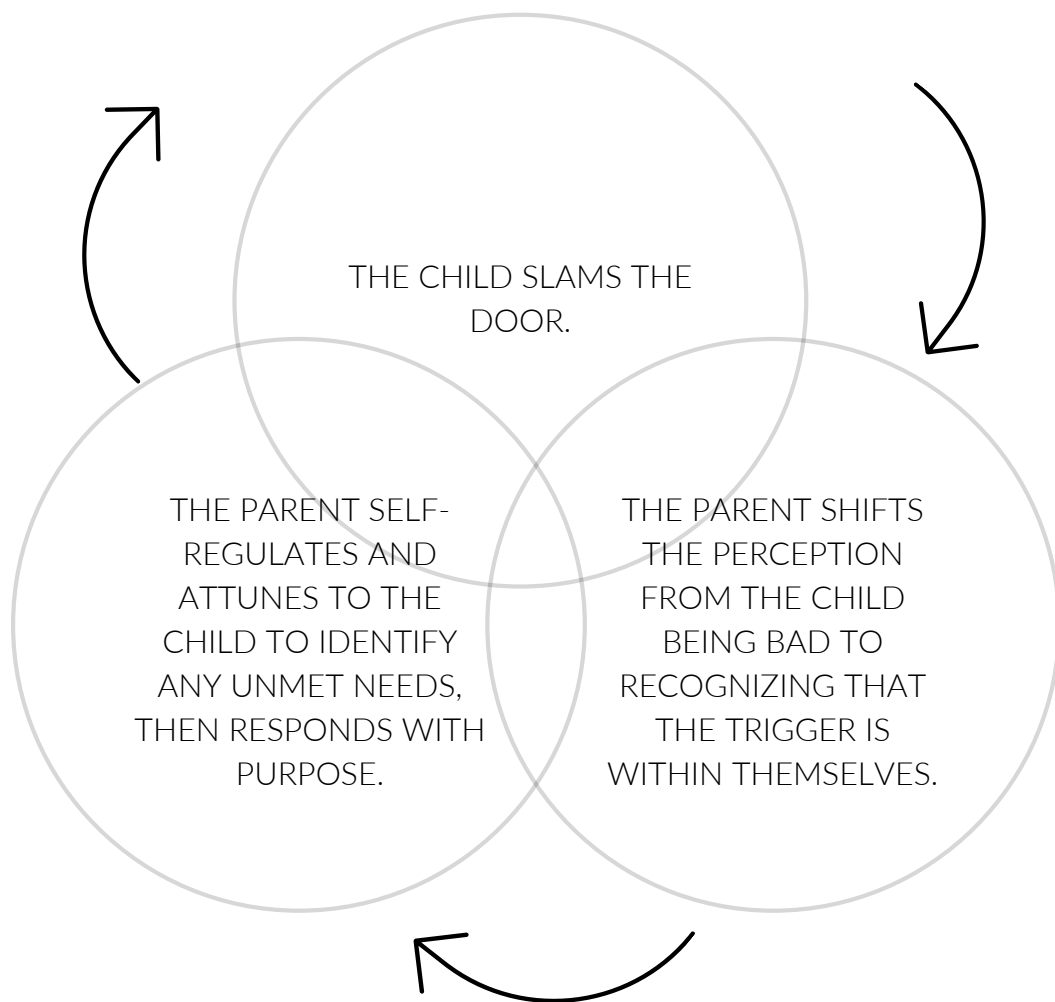 THE CHILD SLAMS THE
DOOR.
THE PARENT SELF-
REGULATES AND
ATTUNES TO THE
CHILD TO IDENTIFY
ANY UNMET NEEDS,
THEN RESPONDS WITH
PURPOSE.
THE PARENT SHIFTS
THE PERCEPTION
FROM THE CHILD
BEING BAD TO
RECOGNIZING THAT
THE TRIGGER IS
WITHIN THEMSELVES.